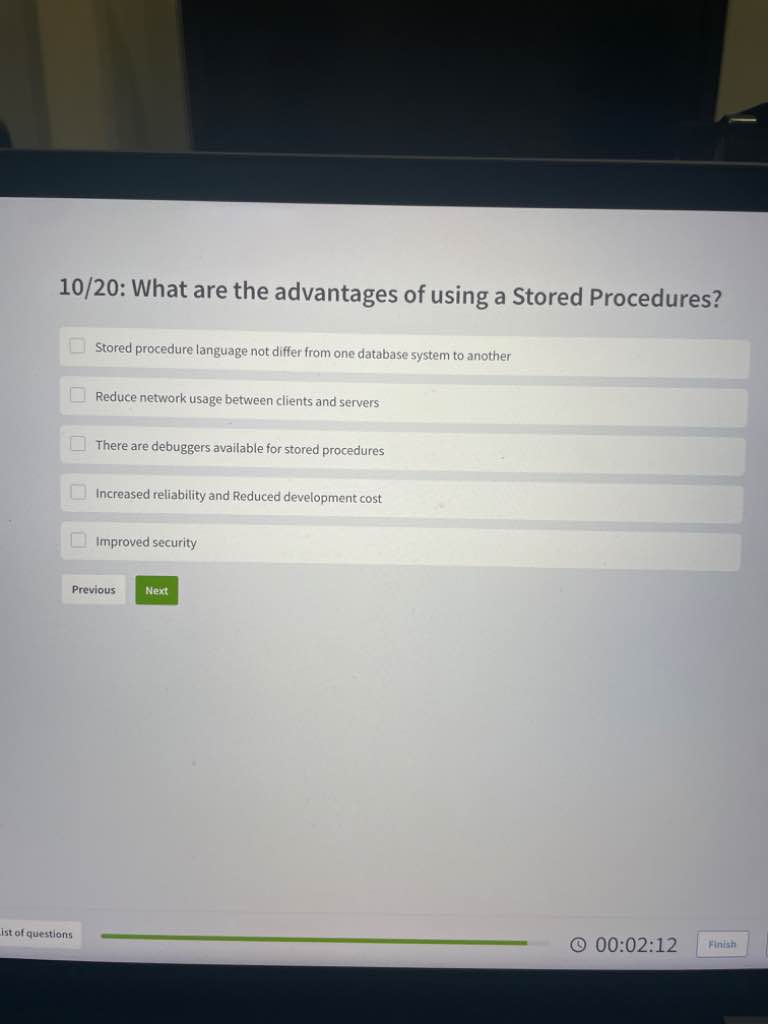 10/20: What are the advantages of using a Stored Procedures?
Stored procedure language not differ from one database system to another
Reduce network usage between clients and servers
There are debuggers available for stored procedures
Increased reliability and Reduced development cost
Improved security
Previous
Next
ist of questions
00:02:12
Finish